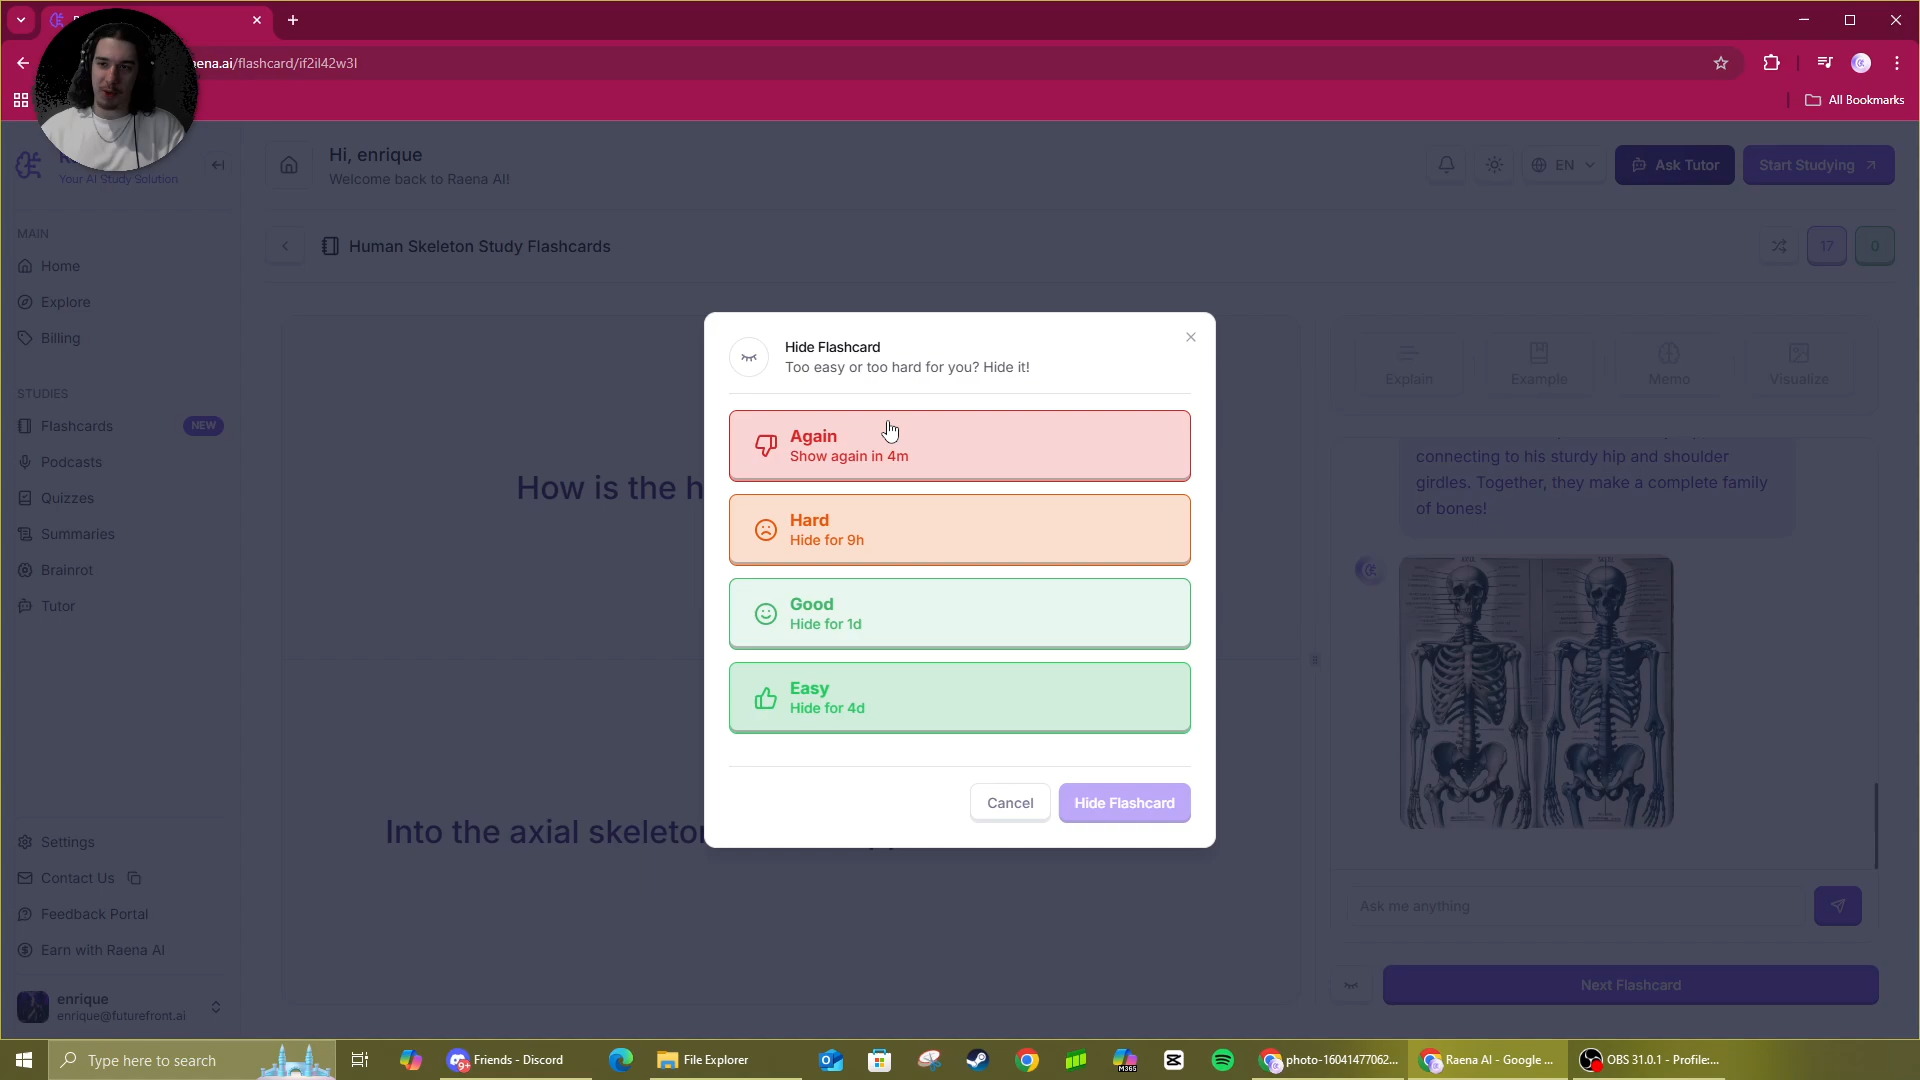 ena.ai/flashcard/if2il42w3l
All Bookmarks
Your AI Study Solution
Hi, enrique
Welcome back to Raena AI!
EN
Ask Tutor
Start Studying
MAIN
Home
Explore
Billing
STUDIES
Flashcards
NEW
Podcasts
Quizzes
Summaries
Brainrot
Tutor
Settings
Contact Us
Feedback Portal
Earn with Raena AI
enrique
enrique@futurefront.ai
Human Skeleton Study Flashcards
17
0
How is the h
Into the axial skeleto
Hide Flashcard
Too easy or too hard for you? Hide it!
Again
Show again in 4m
Hard
Hide for 9h
Good
Hide for 1d
Easy
Hide for 4d
Cancel
Hide Flashcard
Explain
Example
Memo
Visualize
connecting to his sturdy hip and shoulder
girdles. Together, they make a complete family
of bones!
Ask me anything
Next Flashcard
Type here to search
Friends - Discord
File Explorer
M365
photo-16041477062...
Raena AI - Google ...
OBS 31.0.1 - Profile:...